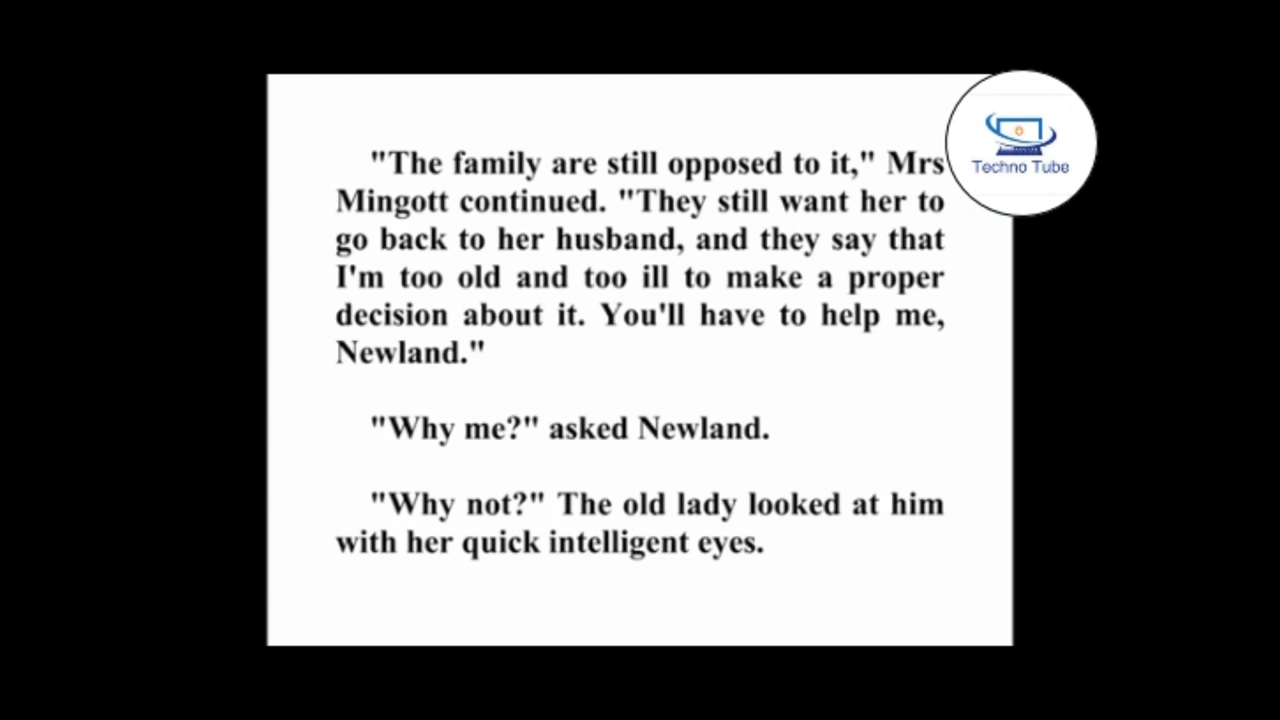 "The family are still opposed to it," Mrs
Mingott continued. "They still want her to
go back to her husband, and they say that
I'm too old and too ill to make a proper
decision about it. You'll have to help me,
Newland."
"Why me?" asked Newland.
"Why not?" The old lady looked at him
with her quick intelligent eyes.
Techno Tube